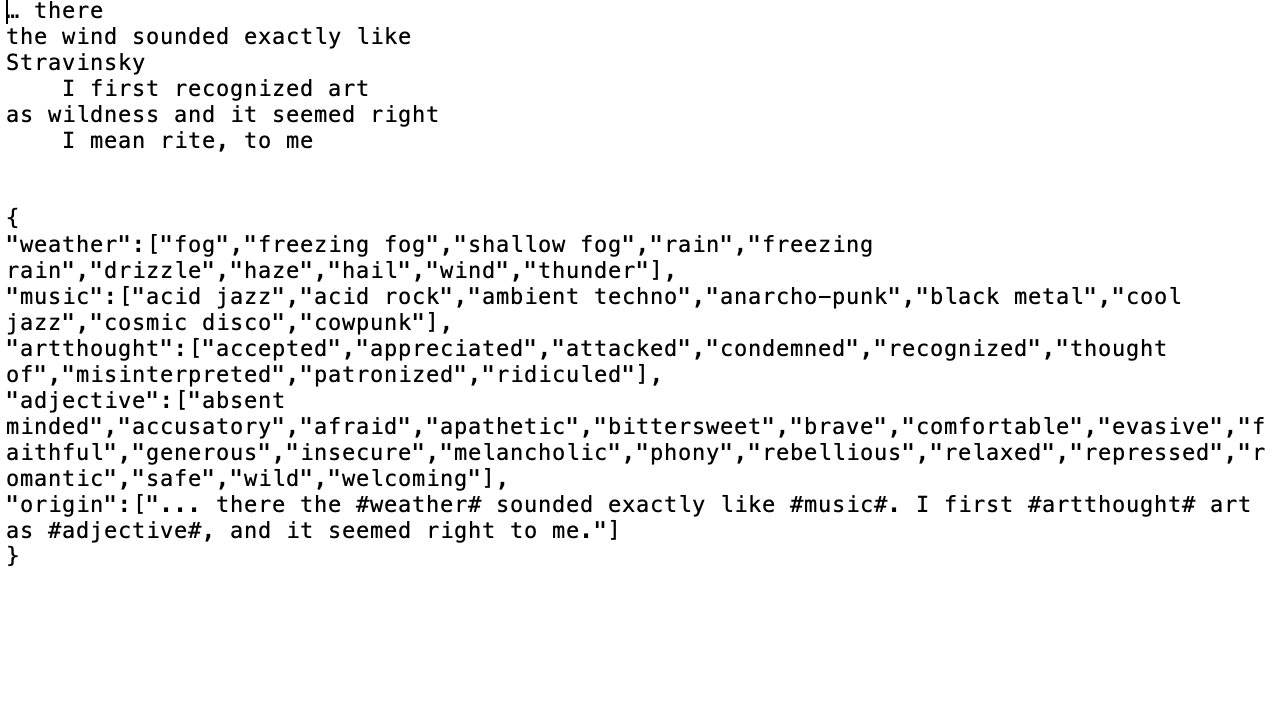 … there
the wind sounded exactly like
Stravinsky
    I first recognized art
as wildness and it seemed right
    I mean rite, to me
{
"weather":["fog","freezing fog","shallow fog","rain","freezing
rain","drizzle","haze","hail","wind","thunder"],
"music":["acid jazz","acid rock","ambient techno","anarcho-punk","black metal","cool
jazz","cosmic disco","cowpunk"],
"artthought":["accepted","appreciated","attacked","condemned","recognized","thought
of","misinterpreted","patronized","ridiculed"],
"adjective":["absent
minded","accusatory","afraid","apathetic","bittersweet","brave","comfortable","evasive","f
aithful","generous","insecure","melancholic","phony","rebellious","relaxed","repressed","r
omantic","safe","wild","welcoming"],
"origin":["... there the #weather# sounded exactly like #music#. I first #artthought# art
as #adjective#, and it seemed right to me."]
}